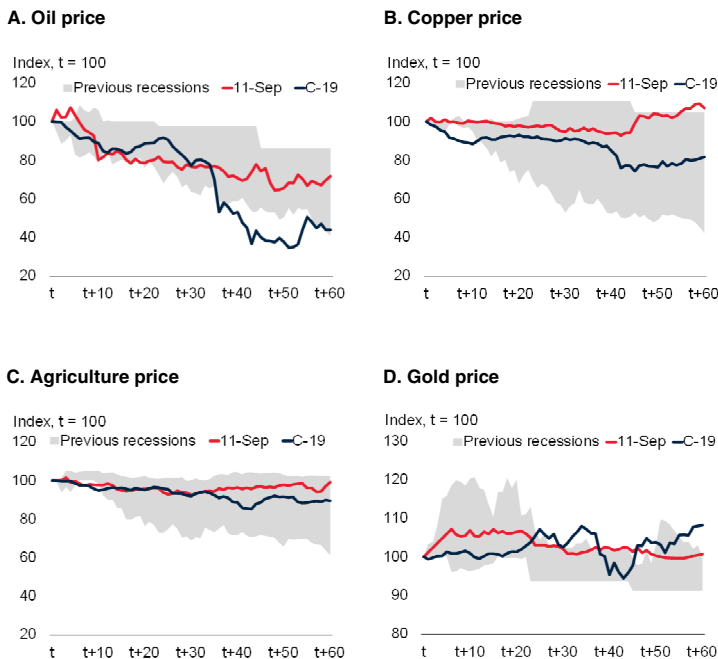 A. Oil price
Index, t = 100
120
Previous recessions 11-Sep C-19
100
80
60
40
20
t t+10 t+20 t+30 t+40 t+50 t+60
B. Copper price
Index, t = 100
120
Previous recessions 11-Sep C-19
100
80
60
40
20
t t+10 t+20 t+30 t+40 t+50 t+60
C. Agriculture price
Index, t = 100
120
Previous recessions 11-Sep C-19
100
80
60
40
20
t t+10 t+20 t+30 t+40 t+50 t+60
D. Gold price
Index, t = 100
130
Previous recessions 11-Sep C-19
120
110
100
90
80
t t+10 t+20 t+30 t+40 t+50 t+60